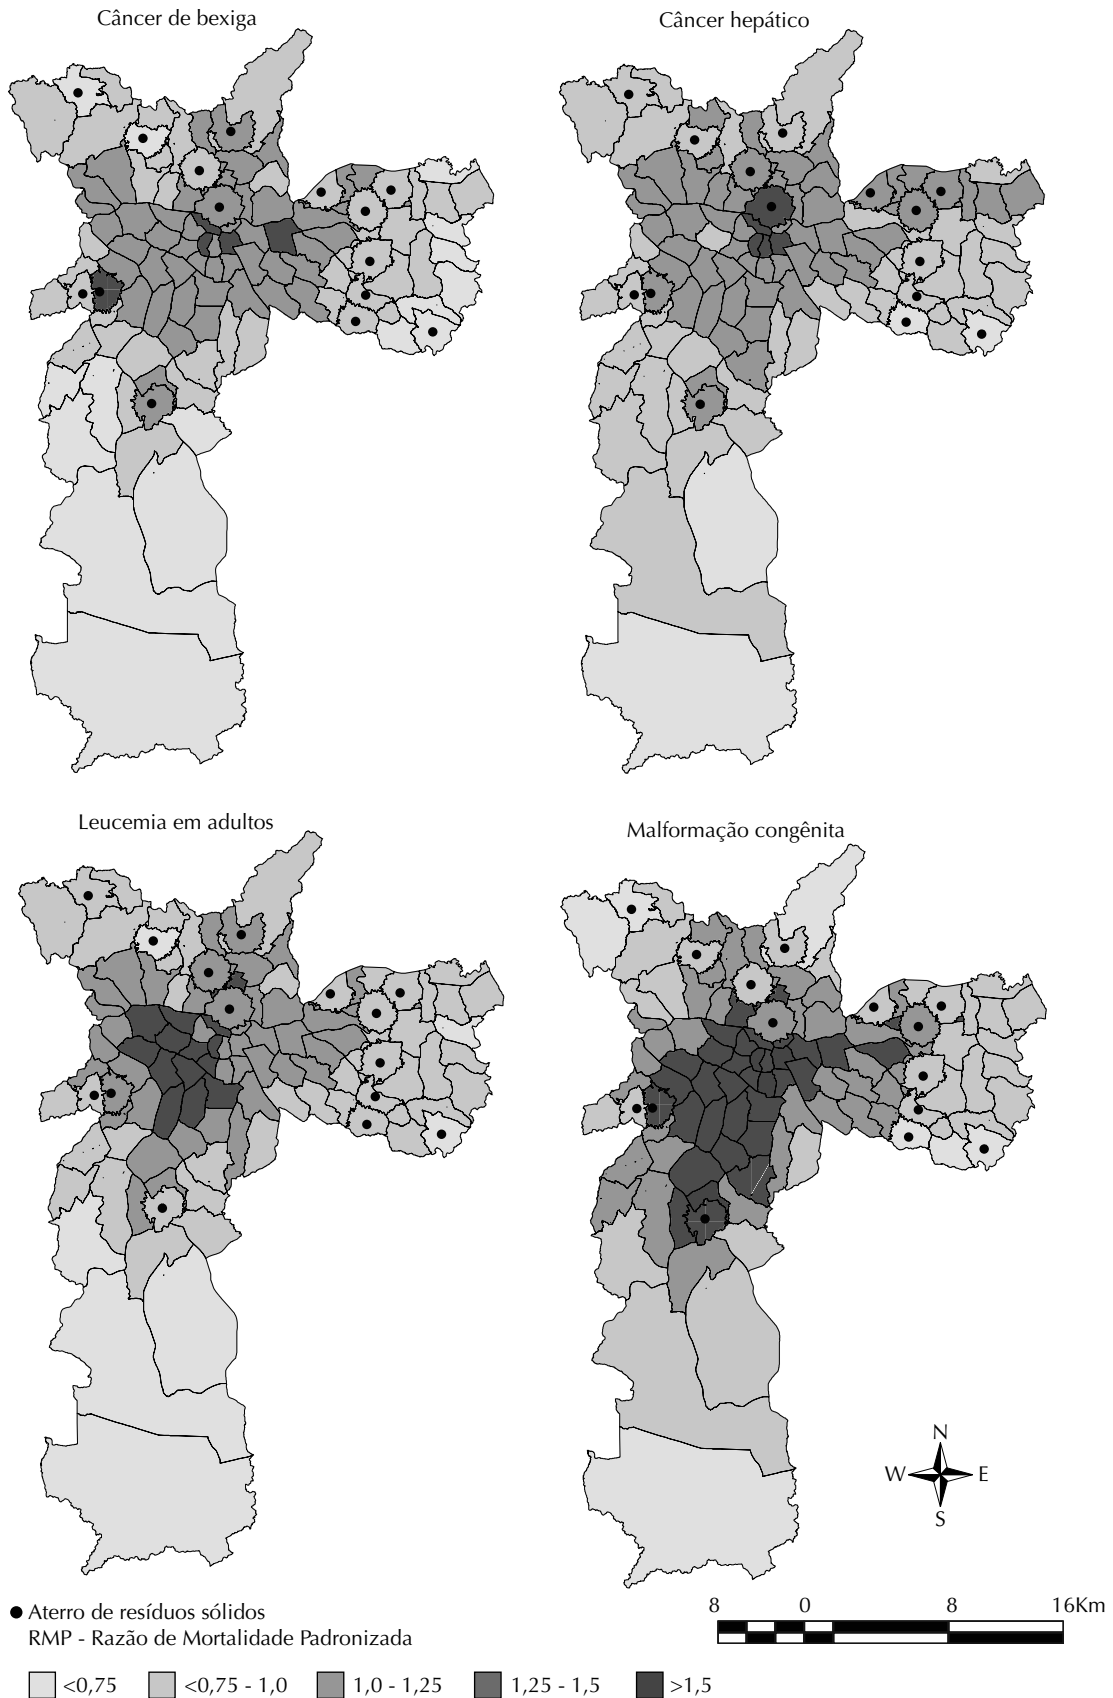 Câncer de bexiga
Câncer hepático
Leucemia em adultos
Malformação congênita
N
W E
S
Aterro de resíduos sólidos
RMP - Razão de Mortalidade Padronizada
8 0 8 16Km
<0,75 <0,75 - 1,0 1,0 - 1,25 1,25 - 1,5 >1,5